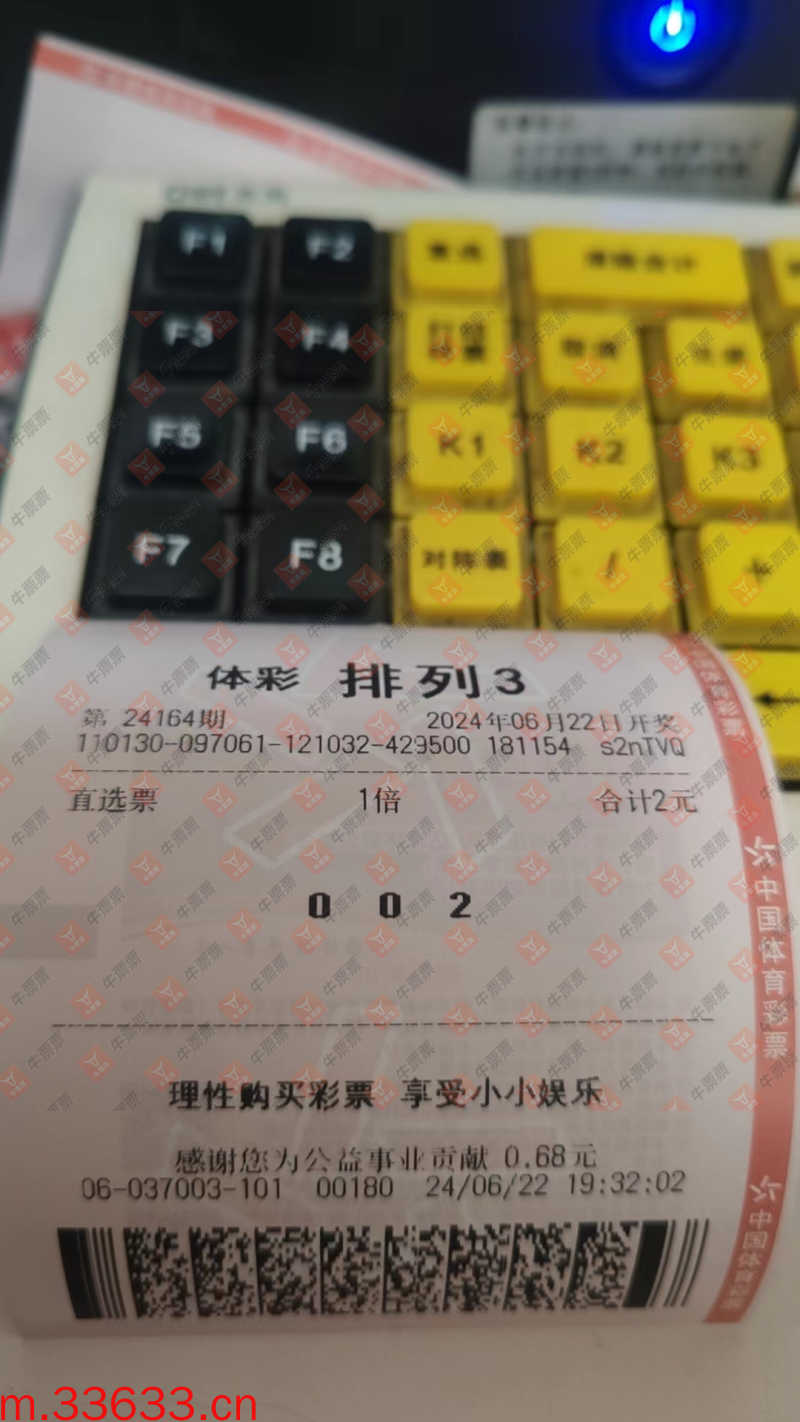 F1 F2
F3 F4
F5 F6 K1 K2 K3
F7 F8 对称表 /
体彩 排列3
第 24164期 2024年06月22日开奖
110130-097061-121032-429500 181154 s2nTVQ
直选票 1倍 合计2元
0 0 2
理性购买彩票 享受小小娱乐
感谢您为公益事业贡献 0.68元
06-037003-101 00180 24/06/22 19:32:02
中国体育彩票
中国体育彩票
牛票票
m.33633.cn